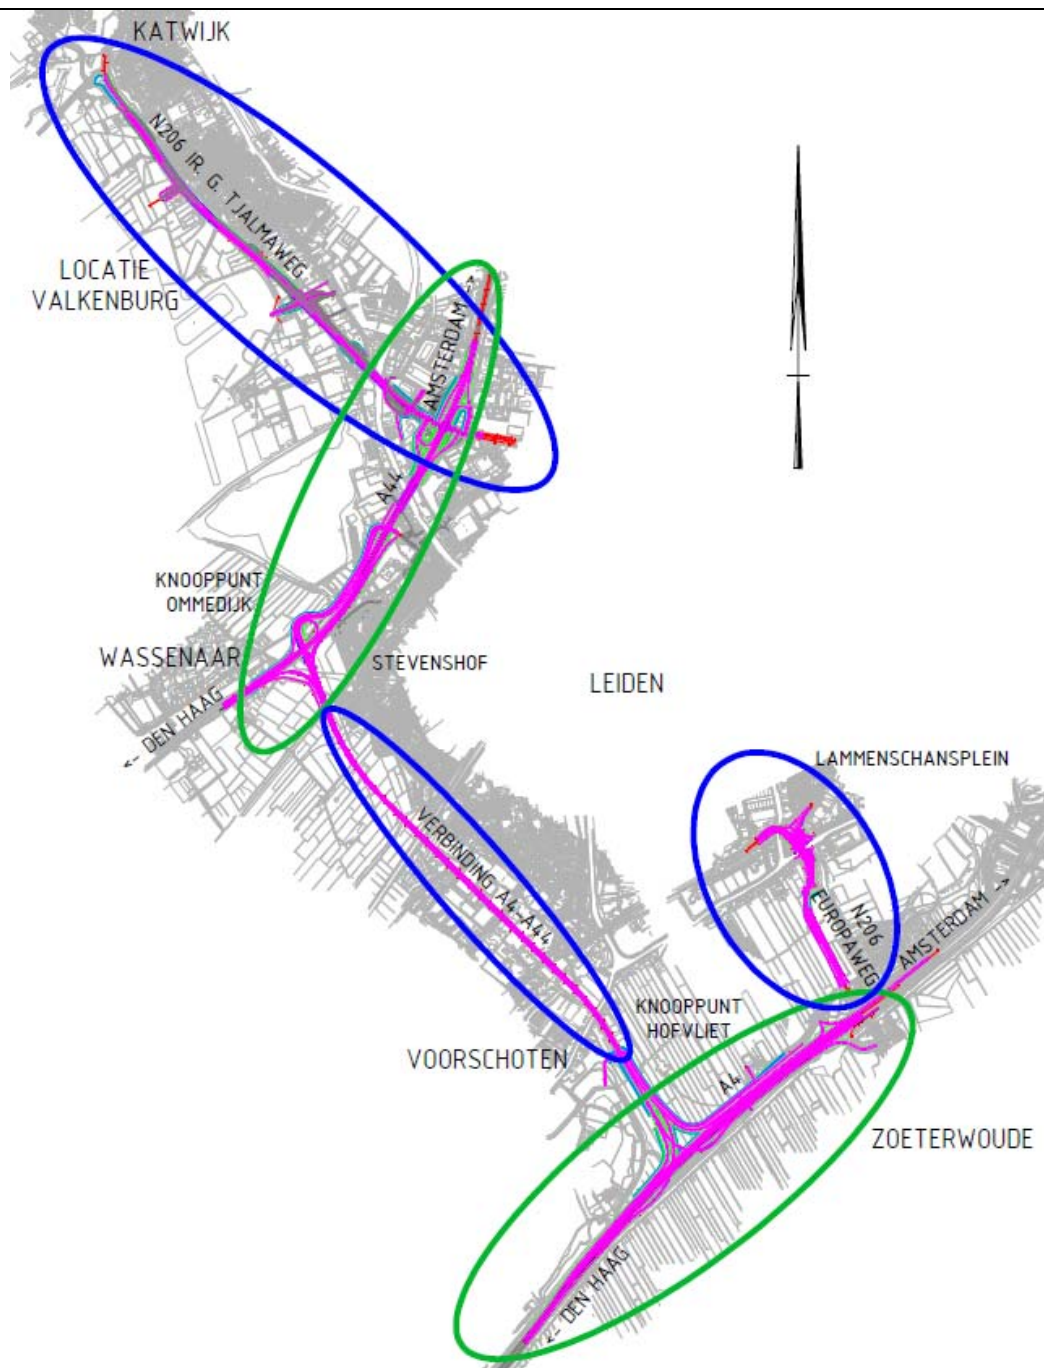 KATWIJK
N206 IR. G. TJALMAWEG
LOCATIE
VALKENBURG
AMSTERDAM ->
A44
KNOOPPUNT
OMMEDIJK
WASSENAAR
STEVENSHOF
<- DEN HAAG
LEIDEN
LAMMENSCHANSPLEIN
VERBINDING A4-A44
N206
EUROPAWEG
AMSTERDAM ->
KNOOPPUNT
HOFVLIET
VOORSCHOTEN
A4
ZOETERWOUDE
<- DEN HAAG